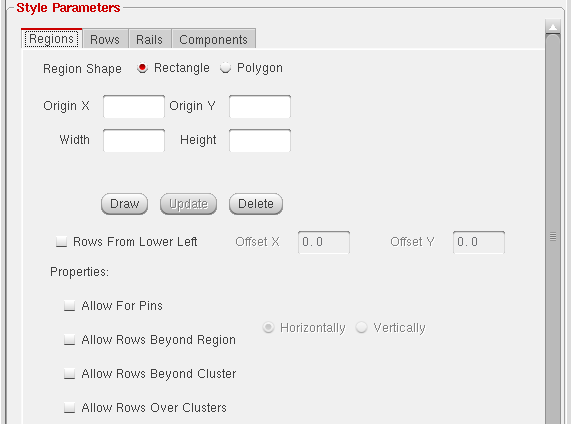 Style Parameters
Regions Rows Rails Components
Region Shape Rectangle Polygon
Origin X Origin Y
Width Height
Draw Update Delete
Rows From Lower Left Offset X 0.0 Offset Y 0.0
Properties:
Allow For Pins
Horizontally Vertically
Allow Rows Beyond Region
Allow Rows Beyond Cluster
Allow Rows Over Clusters